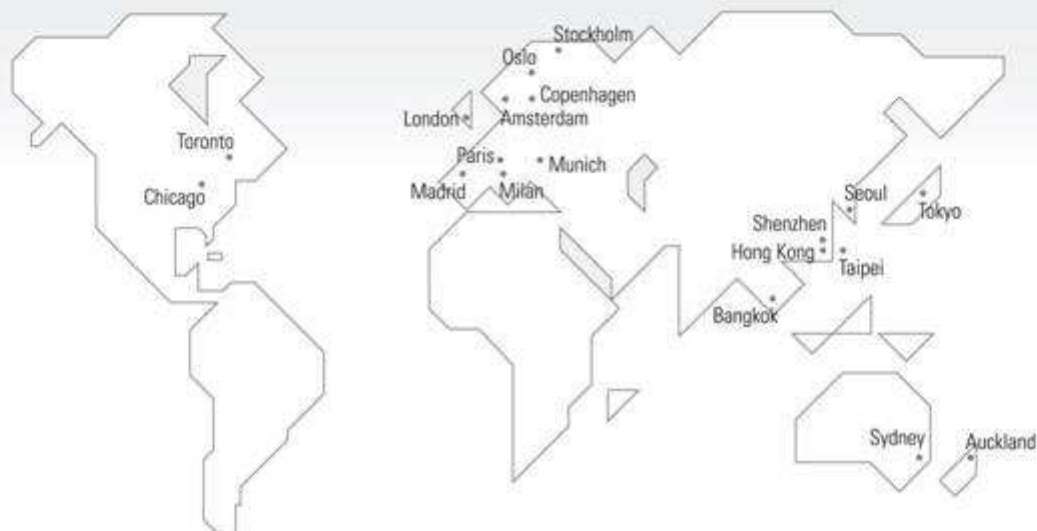 Stockholm
Oslo
Copenhagen
London
Amsterdam
Toronto
Paris
Munich
Chicago
Madrid
Milan
Seoul
Tokyo
Shenzhen
Hong Kong
Taipei
Bangkok
Sydney
Auckland